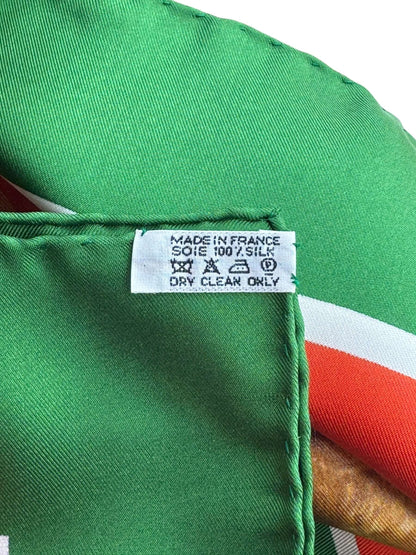 MADE IN FRANCE
SOIE 100% SILK
DRY CLEAN ONLY